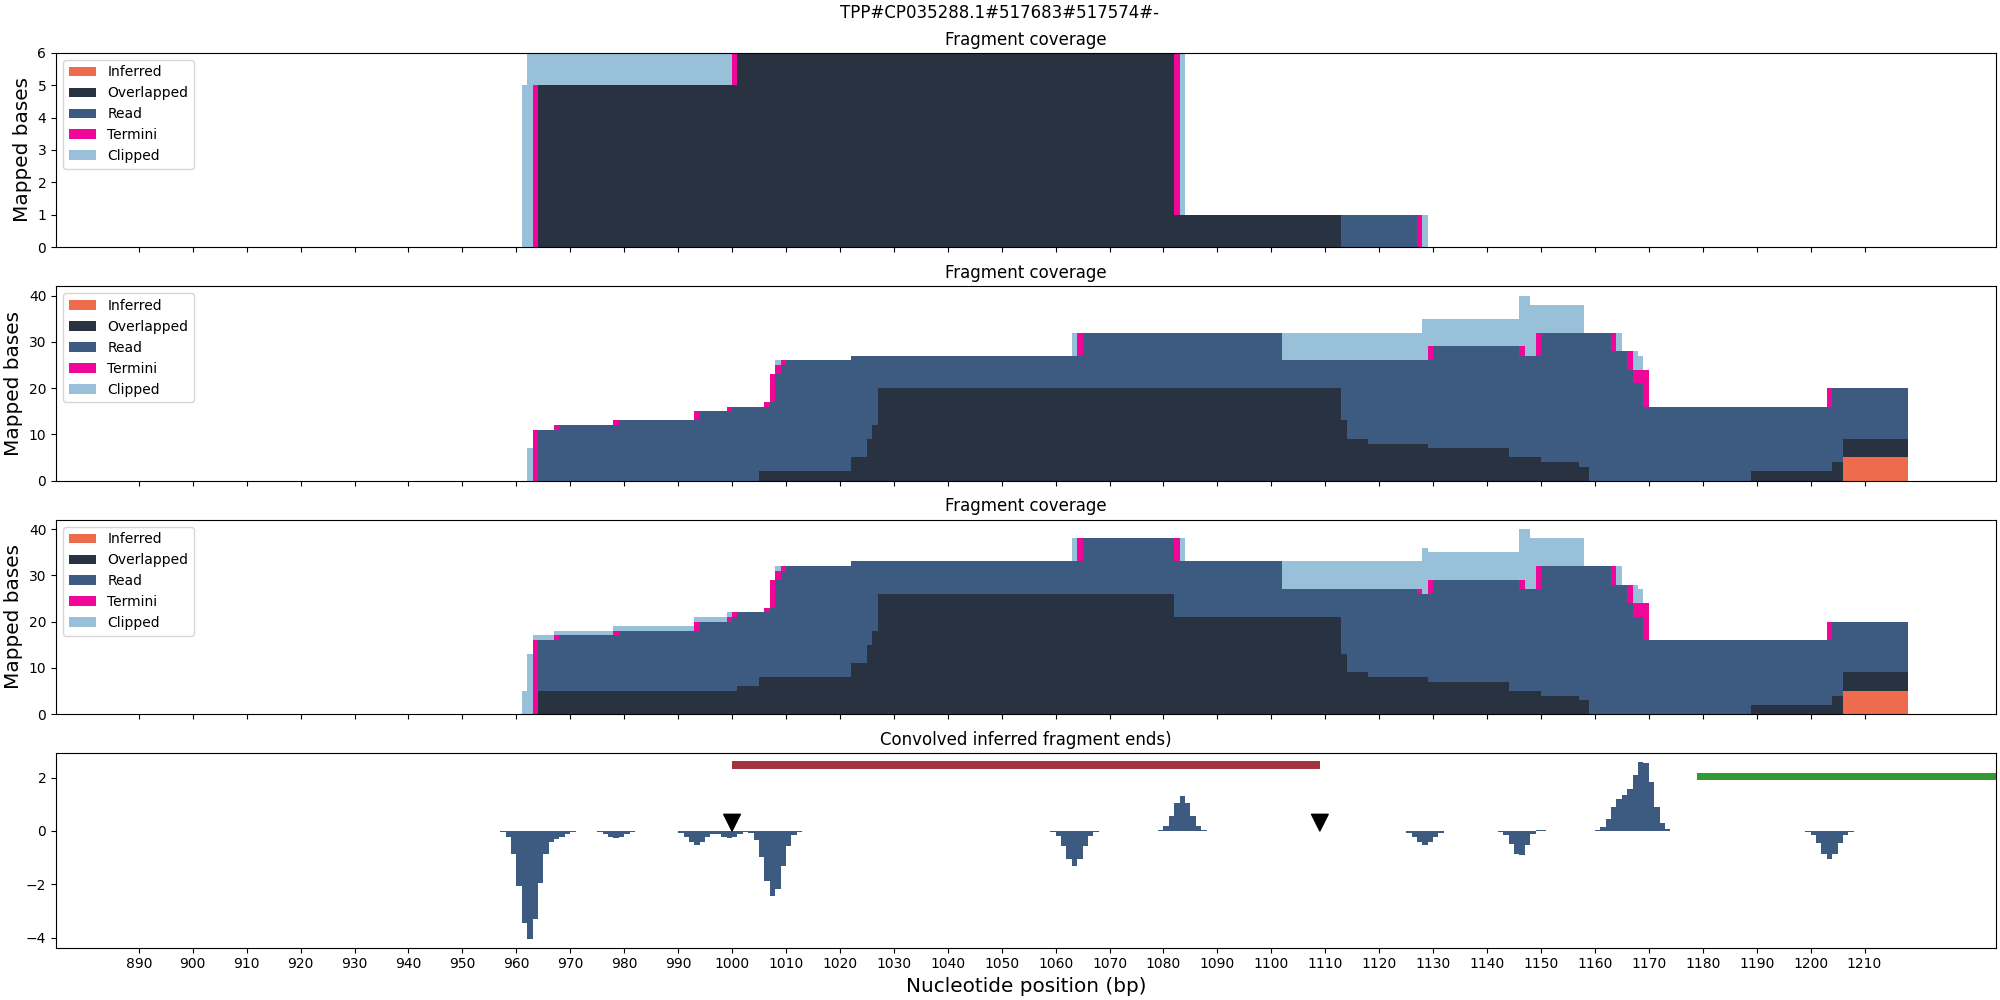 TPP#CP035288.1#517683#517574#-
Fragment coverage
Mapped bases
6
5
4
3
2
1
0
Inferred
Overlapped
Read
Termini
Clipped
Fragment coverage
Mapped bases
40
30
20
10
0
Inferred
Overlapped
Read
Termini
Clipped
Fragment coverage
Mapped bases
40
30
20
10
0
Inferred
Overlapped
Read
Termini
Clipped
Convolved inferred fragment ends)
2
0
−2
−4
890 900 910 920 930 940 950 960 970 980 990 1000 1010 1020 1030 1040 1050 1060 1070 1080 1090 1100 1110 1120 1130 1140 1150 1160 1170 1180 1190 1200 1210
Nucleotide position (bp)